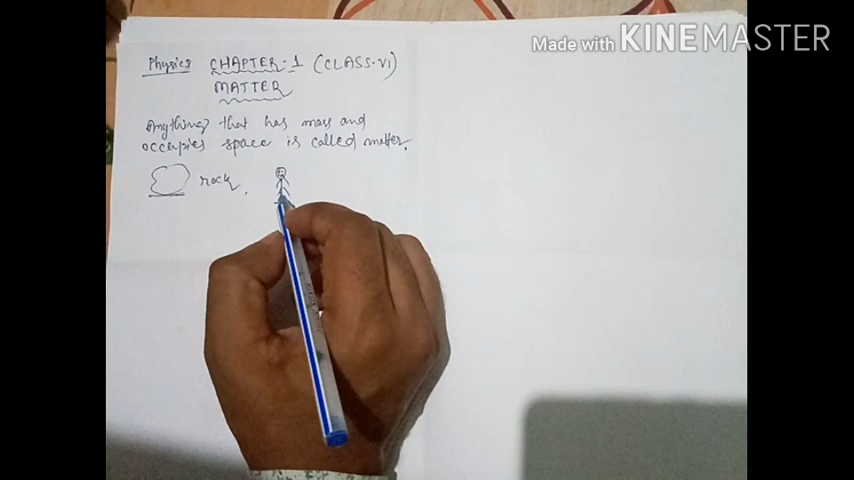 Made with KINEMASTER
Physics CHAPTER-1 (CLASS-VI)
MATTER
Anything that has mass and
occupies space is called matter.
rock,